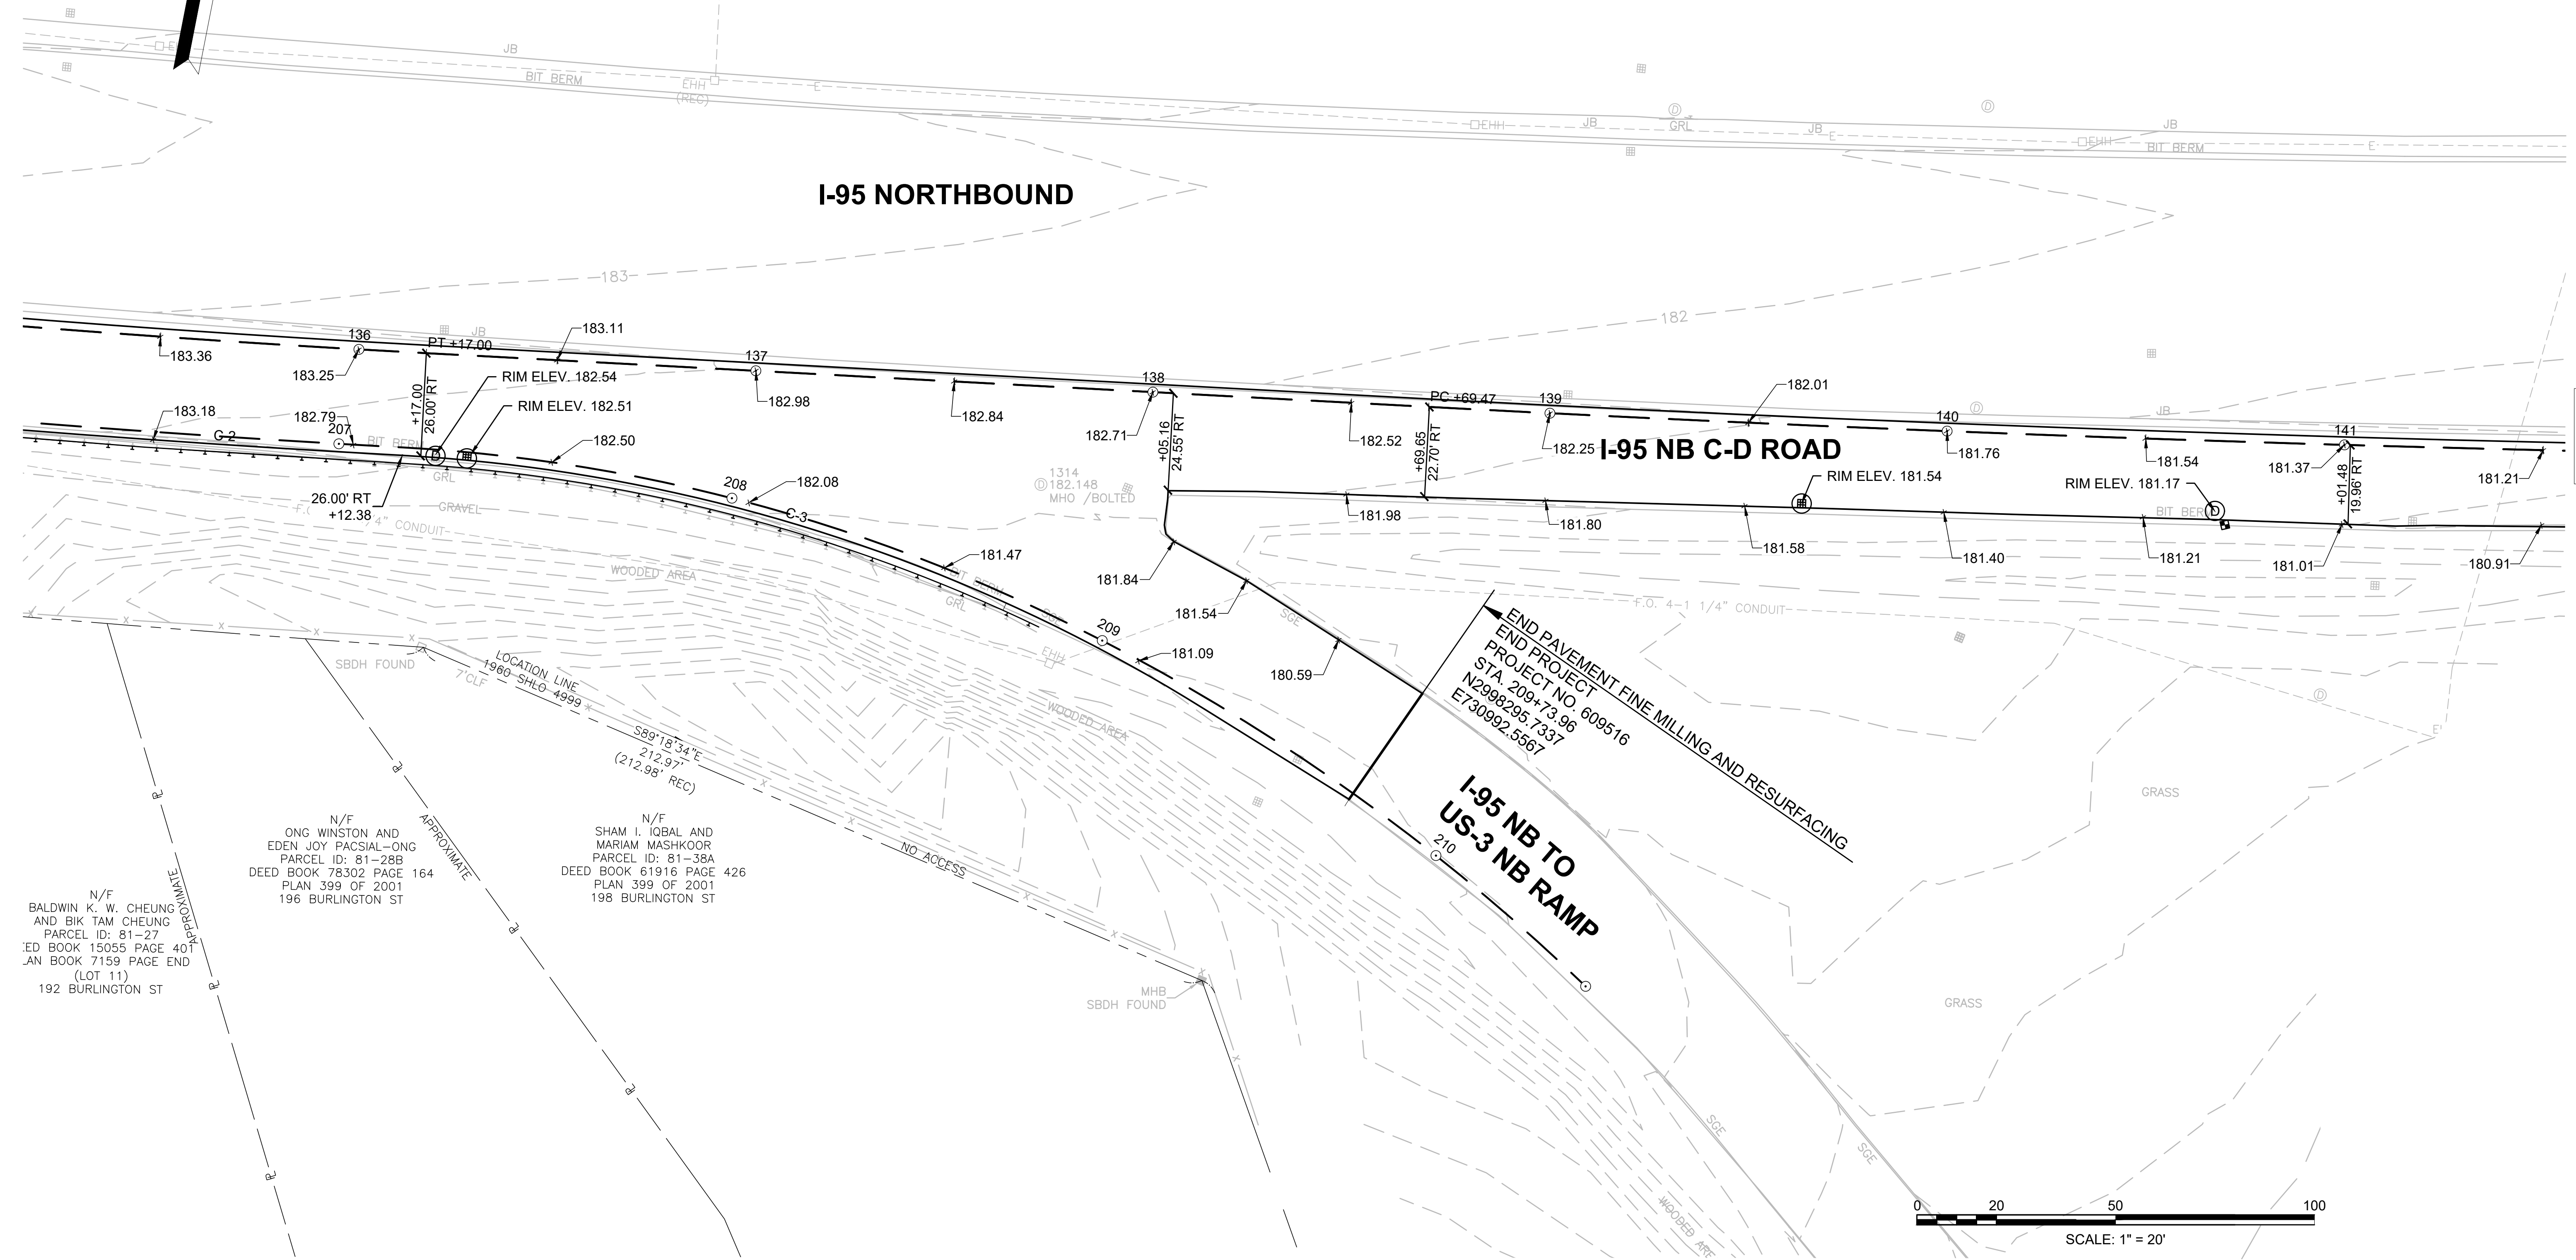 JB
EHH
BIT BERM
EHH
(REC)
E
EHH
JB
D
GRL
JB
E
D
EHH
JB
BIT BERM
E
I-95 NORTHBOUND
183
182
183.36
136
183.25
PT +17.00
183.11
JB
+17.00
26.00' RT
RIM ELEV. 182.54
RIM ELEV. 182.51
137
182.98
182.84
138
182.71
+05.16
24.55' RT
182.52
PC +69.47
+69.65
22.70' RT
139
182.25
182.01
I-95 NB C-D ROAD
140
181.76
181.54
D
JB
141
181.37
+01.48
19.96' RT
181.21
183.18
C-2
182.79
207
BIT BERM
D
182.50
GRL
26.00' RT
+12.38
GRAVEL
F.O.
/4" CONDUIT
208
182.08
C-3
1314
D 182.148
MHO /BOLTED
181.98
181.80
181.58
RIM ELEV. 181.54
181.40
RIM ELEV. 181.17
D
BIT BERM
181.21
181.01
180.91
WOODED AREA
181.47
BIT BERM
GRL
SGE
181.84
181.54
SGE
180.59
209
181.09
EHH
F.O. 4-1 1/4" CONDUIT
D
E
SBDH FOUND
7'CLF
LOCATION LINE
1960 SHLO 4999
S89°18'34"E
212.97'
(212.98' REC)
WOODED AREA
END PAVEMENT FINE MILLING AND RESURFACING
END PROJECT
PROJECT NO. 609516
STA. 209+73.96
N2998295.7337
E730992.5567
I-95 NB TO
US-3 NB RAMP
210
GRASS
GRASS
APPROXIMATE
APPROXIMATE
NO ACCESS
N/F
ONG WINSTON AND
EDEN JOY PACSIAL-ONG
PARCEL ID: 81-28B
DEED BOOK 78302 PAGE 164
PLAN 399 OF 2001
196 BURLINGTON ST
N/F
SHAM I. IQBAL AND
MARIAM MASHKOOR
PARCEL ID: 81-38A
DEED BOOK 61916 PAGE 426
PLAN 399 OF 2001
198 BURLINGTON ST
N/F
BALDWIN K. W. CHEUNG
AND BIK TAM CHEUNG
PARCEL ID: 81-27
EED BOOK 15055 PAGE 401
LAN BOOK 7159 PAGE END
(LOT 11)
192 BURLINGTON ST
MHB
SBDH FOUND
SGE
SGE
WOODED ARE
0 20 50 100
SCALE: 1" = 20'